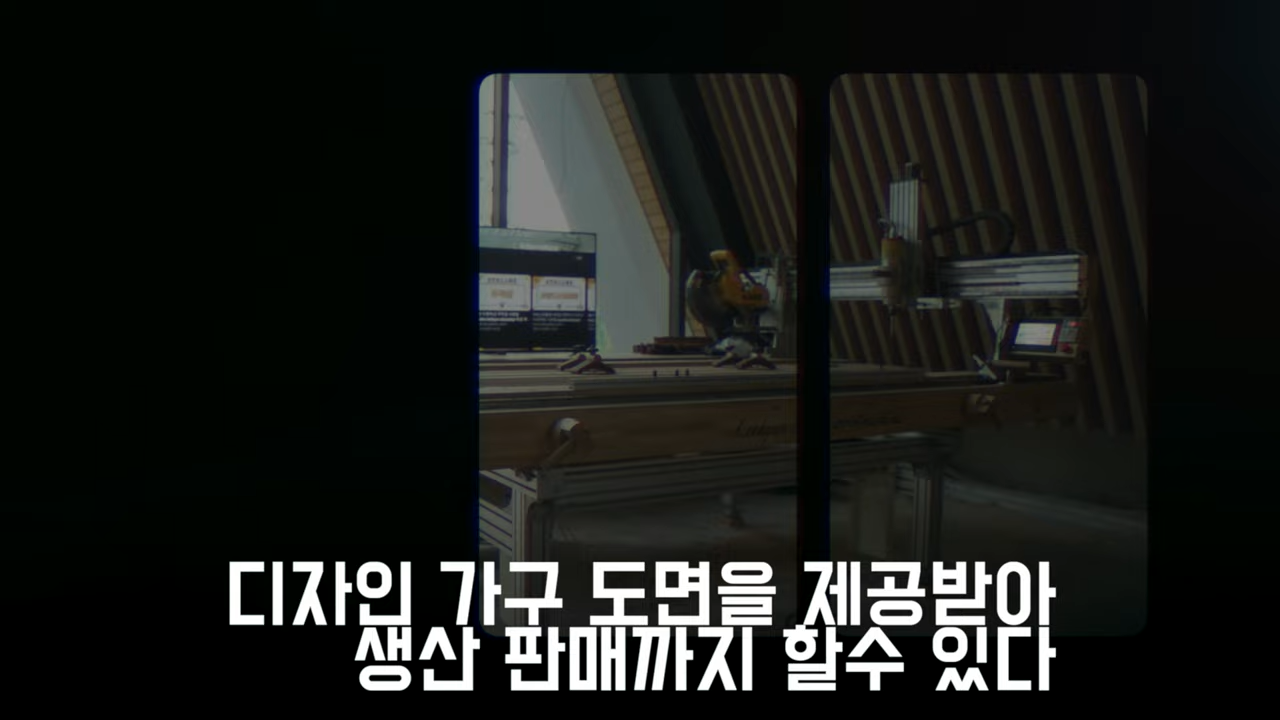 디자인 가구 도면을 제공받아
생산 판매까지 할수 있다